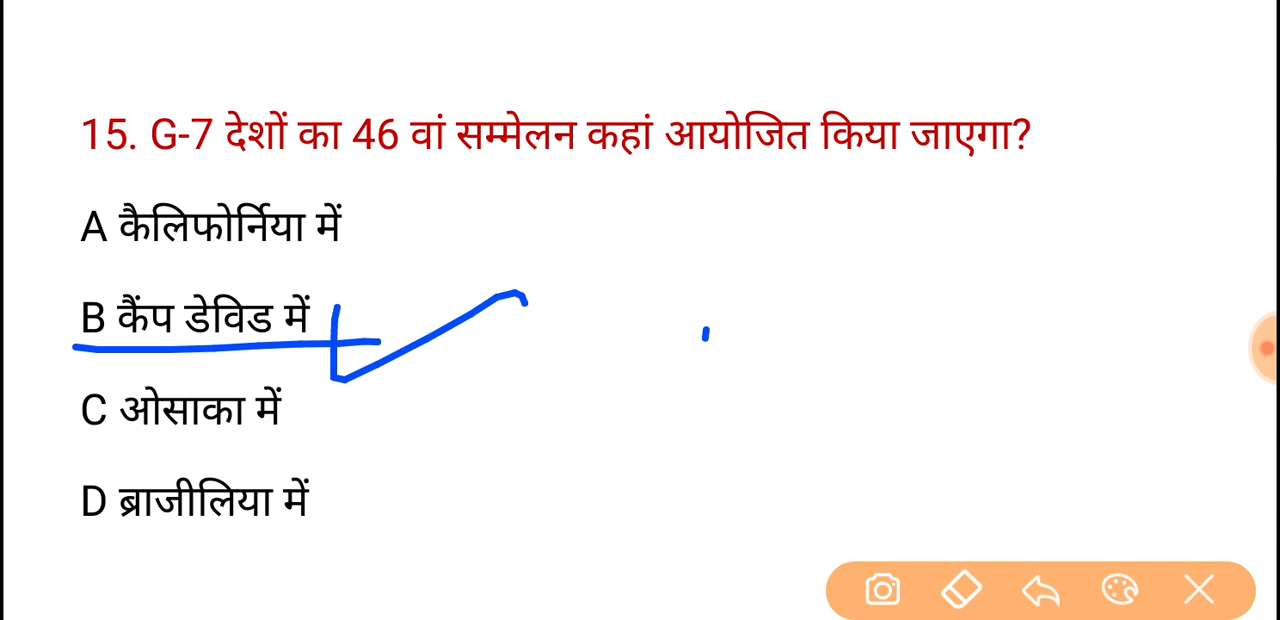 15. G-7 देशों का 46 वां सम्मेलन कहां आयोजित किया जाएगा?
A कैलिफोर्निया में
B कैंप डेविड में
C ओसाका में
D ब्राजीलिया में